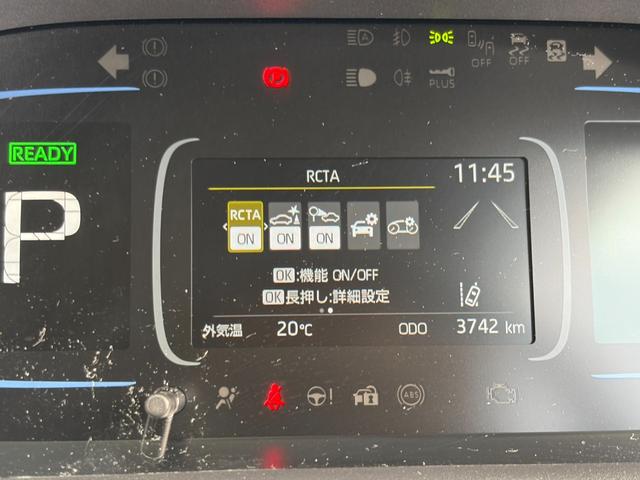 OFF
OFF
PLUS
READY
P
RCTA
11:45
RCTA
ON
ON
ON
OK:機能 ON/OFF
OK長押し:詳細設定
外気温 20℃ ODO 3742 km
ABS